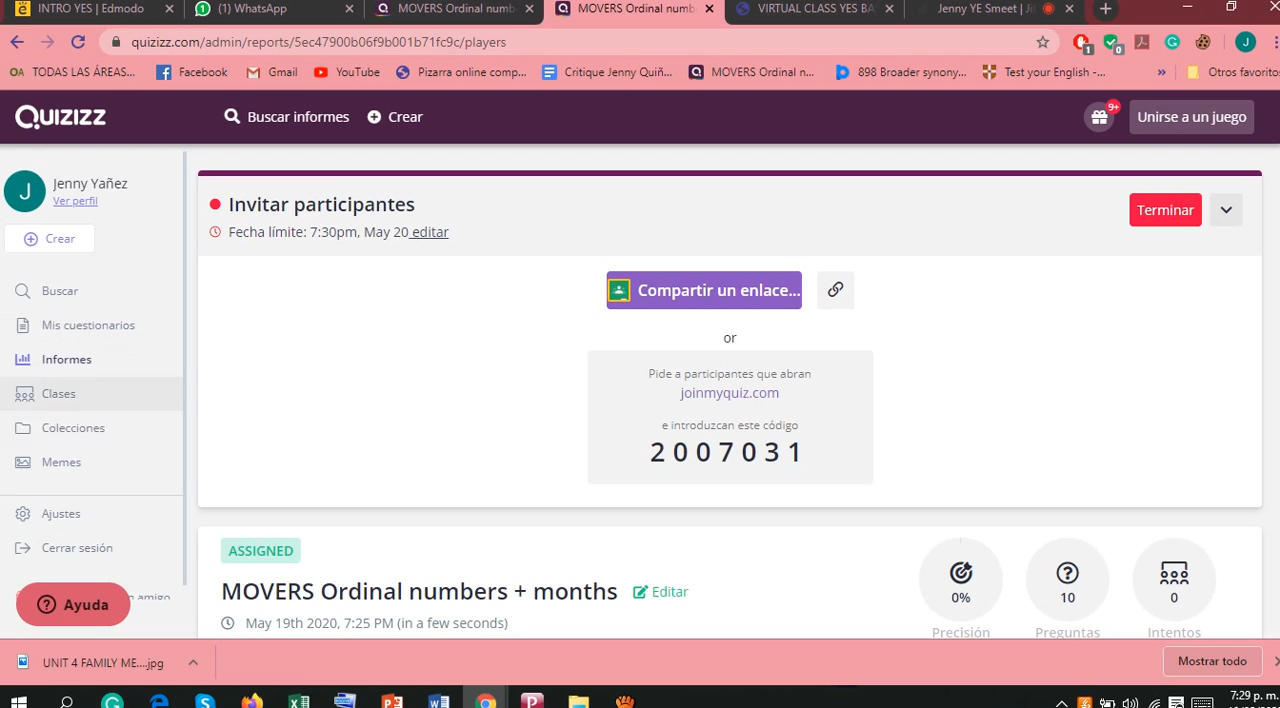 INTRO YES | Edmodo
(1) WhatsApp
MOVERS Ordinal numb
MOVERS Ordinal numb
VIRTUAL CLASS YES BA
Jenny YE Smeet | Ji
quizizz.com/admin/reports/5ec47900b06f9b001b71fc9c/players
1
0
J
OA TODAS LAS ÁREAS...
Facebook
Gmail
YouTube
Pizarra online comp...
Critique Jenny Quiñ...
MOVERS Ordinal n...
898 Broader synony...
Test your English -...
»
Otros favoritos
Quizizz
Buscar informes
Crear
9+
Unirse a un juego
J
Jenny Yañez
Ver perfil
Crear
Buscar
Mis cuestionarios
Informes
Clases
Colecciones
Memes
Ajustes
Cerrar sesión
amigo
Ayuda
Invitar participantes
Fecha límite: 7:30pm, May 20 editar
Terminar
Compartir un enlace...
or
Pide a participantes que abran
joinmyquiz.com
e introduzcan este código
2007031
ASSIGNED
MOVERS Ordinal numbers + months
Editar
May 19th 2020, 7:25 PM (in a few seconds)
0%
Precisión
10
Preguntas
0
Intentos
UNIT 4 FAMILY ME....jpg
Mostrar todo
7:29 p. m.